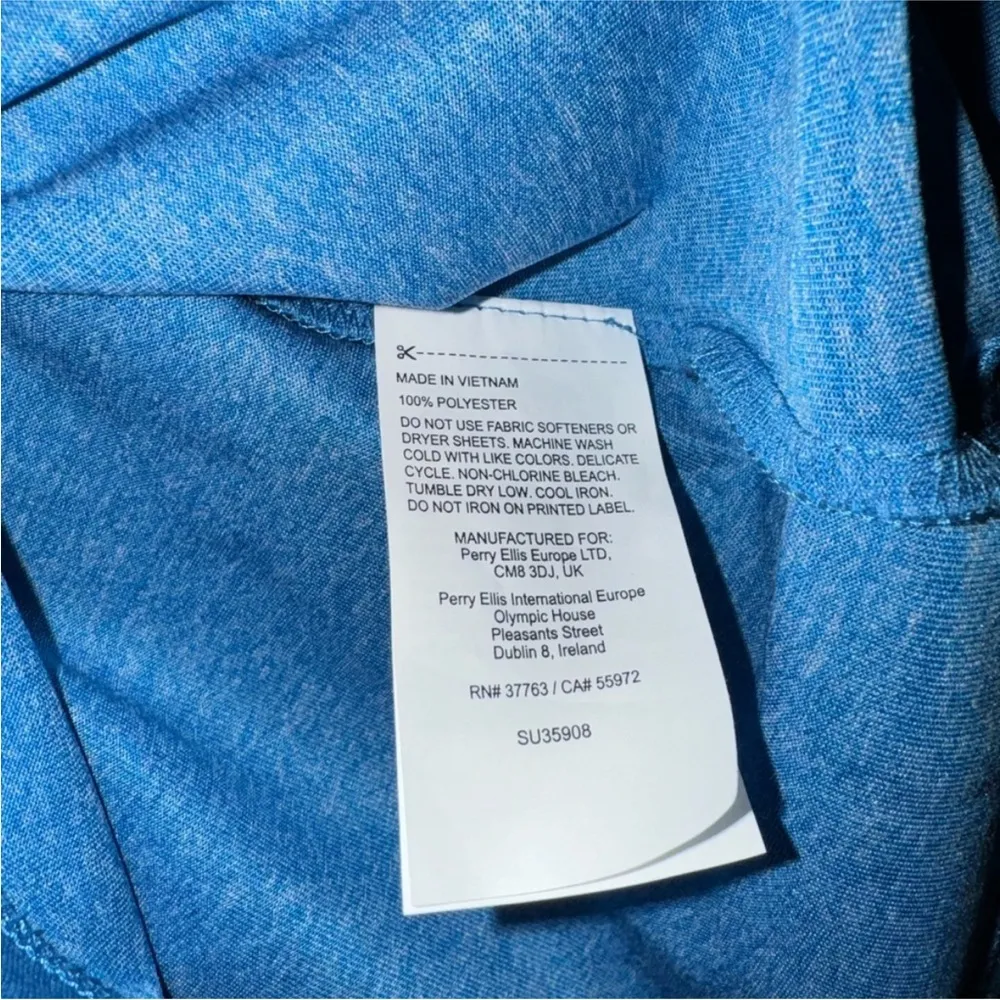 MADE IN VIETNAM
100% POLYESTER
DO NOT USE FABRIC SOFTENERS OR
DRYER SHEETS. MACHINE WASH
COLD WITH LIKE COLORS. DELICATE
CYCLE. NON-CHLORINE BLEACH.
TUMBLE DRY LOW. COOL IRON.
DO NOT IRON ON PRINTED LABEL.
MANUFACTURED FOR:
Perry Ellis Europe LTD,
CM8 3DJ, UK
Perry Ellis International Europe
Olympic House
Pleasants Street
Dublin 8, Ireland
RN# 37763 / CA# 55972
SU35908